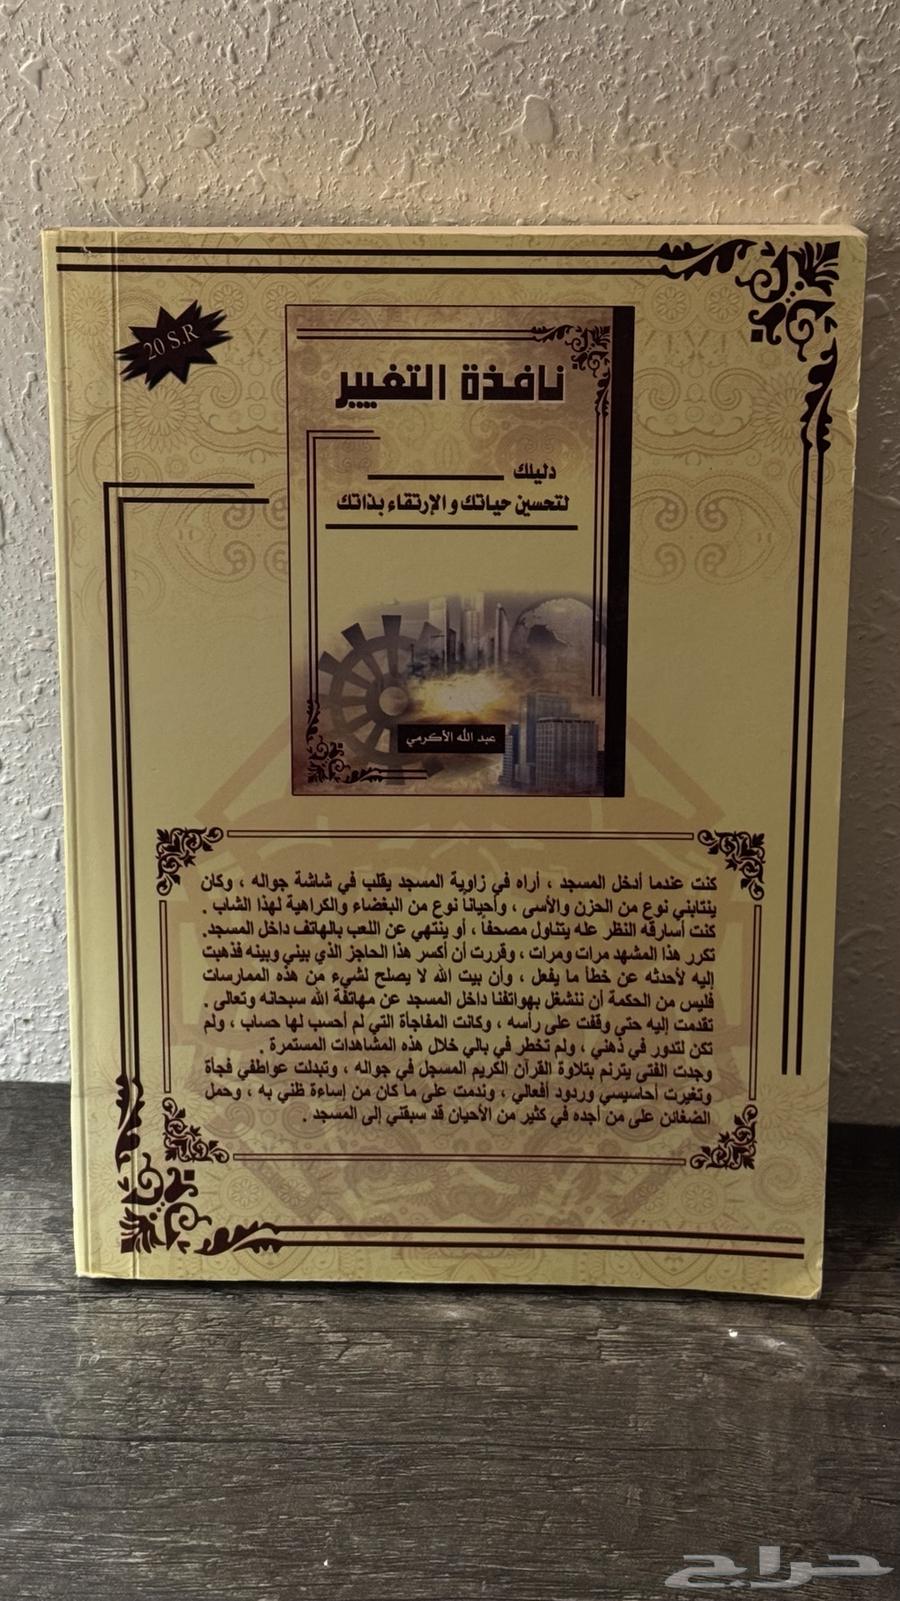 20 S.R
نافذة التغيير
دليلك
لتحسين حياتك والإرتقاء بذاتك
عبد الله الأكرمي
كنت عندما أدخل المسجد ، أراه في زاوية المسجد يقلب في شاشة جواله ، وكان
ينتابني نوع من الحزن والأسى ، وأحياناً نوع من البغضاء والكراهية لهذا الشاب .
كنت أسارقه النظر عله يتناول مصحفاً ، أو ينتهي عن اللعب بالهاتف داخل المسجد.
تكرر هذا المشهد مرات ومرات ، وقررت أن أكسر هذا الحاجز الذي بيني وبينه فذهبت
إليه لأحدثه عن خطأ ما يفعل ، وأن بيت الله لا يصلح لشيء من هذه الممارسات
فليس من الحكمة أن ننشغل بهواتفنا داخل المسجد عن مهاتفة الله سبحانه وتعالى .
تقدمت إليه حتى وقفت على رأسه ، وكانت المفاجأة التي لم أحسب لها حساب ، ولم
تكن لتدور في ذهني ، ولم تخطر في بالي خلال هذه المشاهدات المستمرة .
وجدت الفتى يترنم بتلاوة القرآن الكريم المسجل في جواله ، وتبدلت عواطفي فجأة
وتغيرت أحاسيسي وردود أفعالي ، وندمت على ما كان من إساءة ظني به ، وحمل
الضغائن على من أجده في كثير من الأحيان قد سبقني إلى المسجد .
حراج